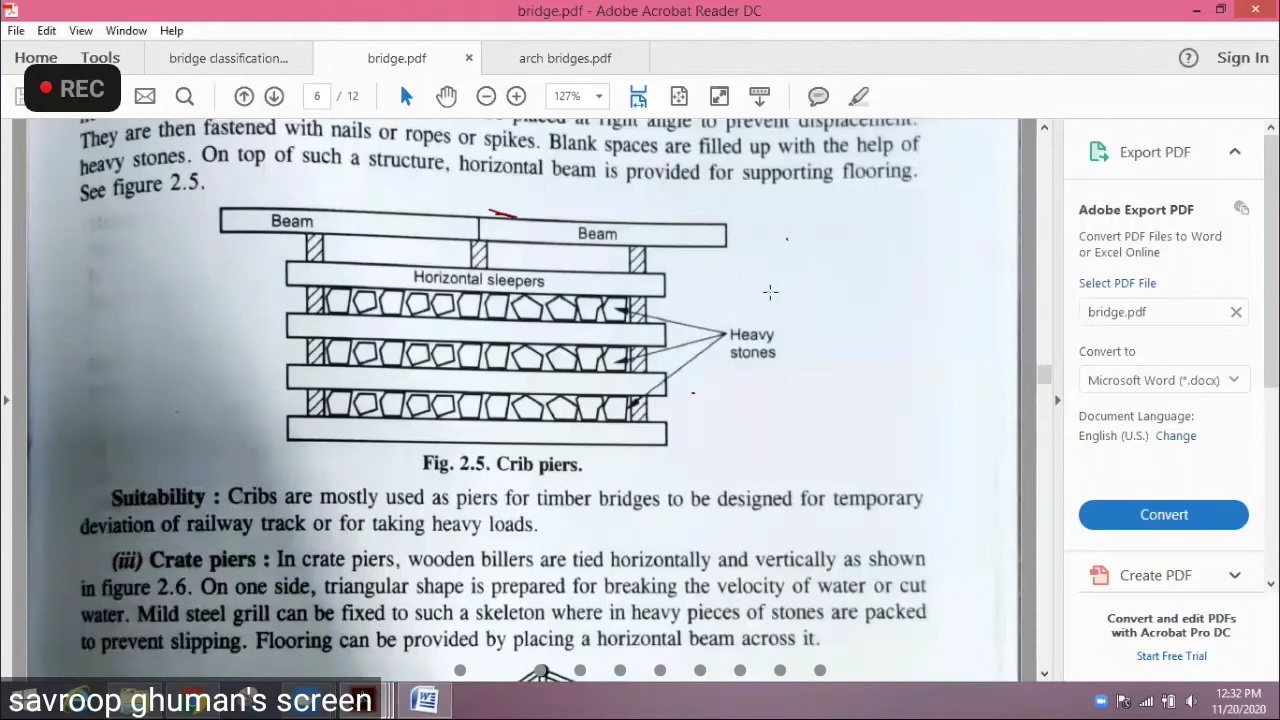 bridge.pdf - Adobe Acrobat Reader DC
File Edit View Window Help
Home Tools bridge classification... bridge.pdf × arch bridges.pdf ? Sign In
REC
6 / 12 127%
placed at right angle to prevent displacement.
They are then fastened with nails or ropes or spikes. Blank spaces are filled up with the help of
heavy stones. On top of such a structure, horizontal beam is provided for supporting flooring.
See figure 2.5.
Beam
Beam
Horizontal sleepers
Heavy
stones
Fig. 2.5. Crib piers.
Suitability : Cribs are mostly used as piers for timber bridges to be designed for temporary
deviation of railway track or for taking heavy loads.
(iii) Crate piers : In crate piers, wooden billers are tied horizontally and vertically as shown
in figure 2.6. On one side, triangular shape is prepared for breaking the velocity of water or cut
water. Mild steel grill can be fixed to such a skeleton where in heavy pieces of stones are packed
to prevent slipping. Flooring can be provided by placing a horizontal beam across it.
Export PDF
Adobe Export PDF
Convert PDF Files to Word
or Excel Online
Select PDF File
bridge.pdf
Convert to
Microsoft Word (*.docx)
Document Language:
English (U.S.) Change
Convert
Create PDF
Convert and edit PDFs
with Acrobat Pro DC
Start Free Trial
savroop ghuman's screen
12:32 PM
11/20/2020